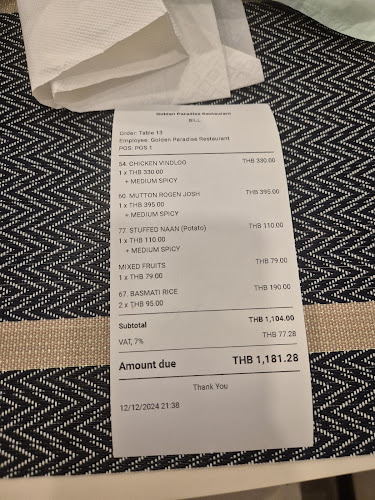 Golden Paradise Restaurant
BILL
Order: Table 13
Employee: Golden Paradise Restaurant
POS: PGS 1
54. CHICKEN VINDLOO THB 330.00
1 x THB 330.00
+ MEDIUM SPICY
60. MUTTON ROGEN JOSH THB 395.00
1 x THB 395.00
+ MEDIUM SPICY
77. STUFFED NAAN (Potato) THB 110.00
1 x THB 110.00
+ MEDIUM SPICY
MIXED FRUITS THB 79.00
1 x THB 79.00
67. BASMATI RICE THB 190.00
2 x THB 95.00
Subtotal THB 1,104.00
VAT, 7% THB 77.28
Amount due THB 1,181.28
Thank You
12/12/2024 21:38